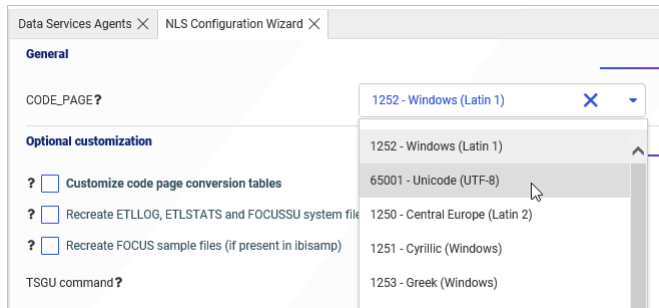 Data Services Agents
NLS Configuration Wizard
General
CODE_PAGE?
1252 - Windows (Latin 1)
1252 - Windows (Latin 1)
Optional customization
65001 - Unicode (UTF-8)
? Customize code page conversion tables
1250 - Central Europe (Latin 2)
? Recreate ETLLOG, ETLSTATS and FOCUSSU system file
1251 - Cyrillic (Windows)
? Recreate FOCUS sample files (if present in ibisamp)
1253 - Greek (Windows)
TSGU command?